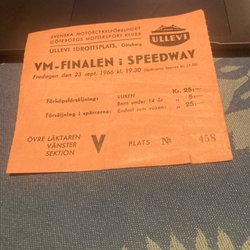 SVENSKA MOTORCYKELFÖRBUNDET
GÖTEBORGS MOTORSPORT KLUBB
ULLEVI IDROTTSPLATS, Göteborg
ULLEVI
VM-FINALEN i SPEEDWAY
Fredagen den 23 sept. 1966 kl. 19.30
Kr. 25:—
Förköpsförsäljning: VUXEN
Barn under 14 år " 5:—
Försäljning i spärrarna: Endast som vuxen: " 25:—
ÖVRE LÄKTAREN
VÄNSTER
SEKTION
V
PLATS № 458